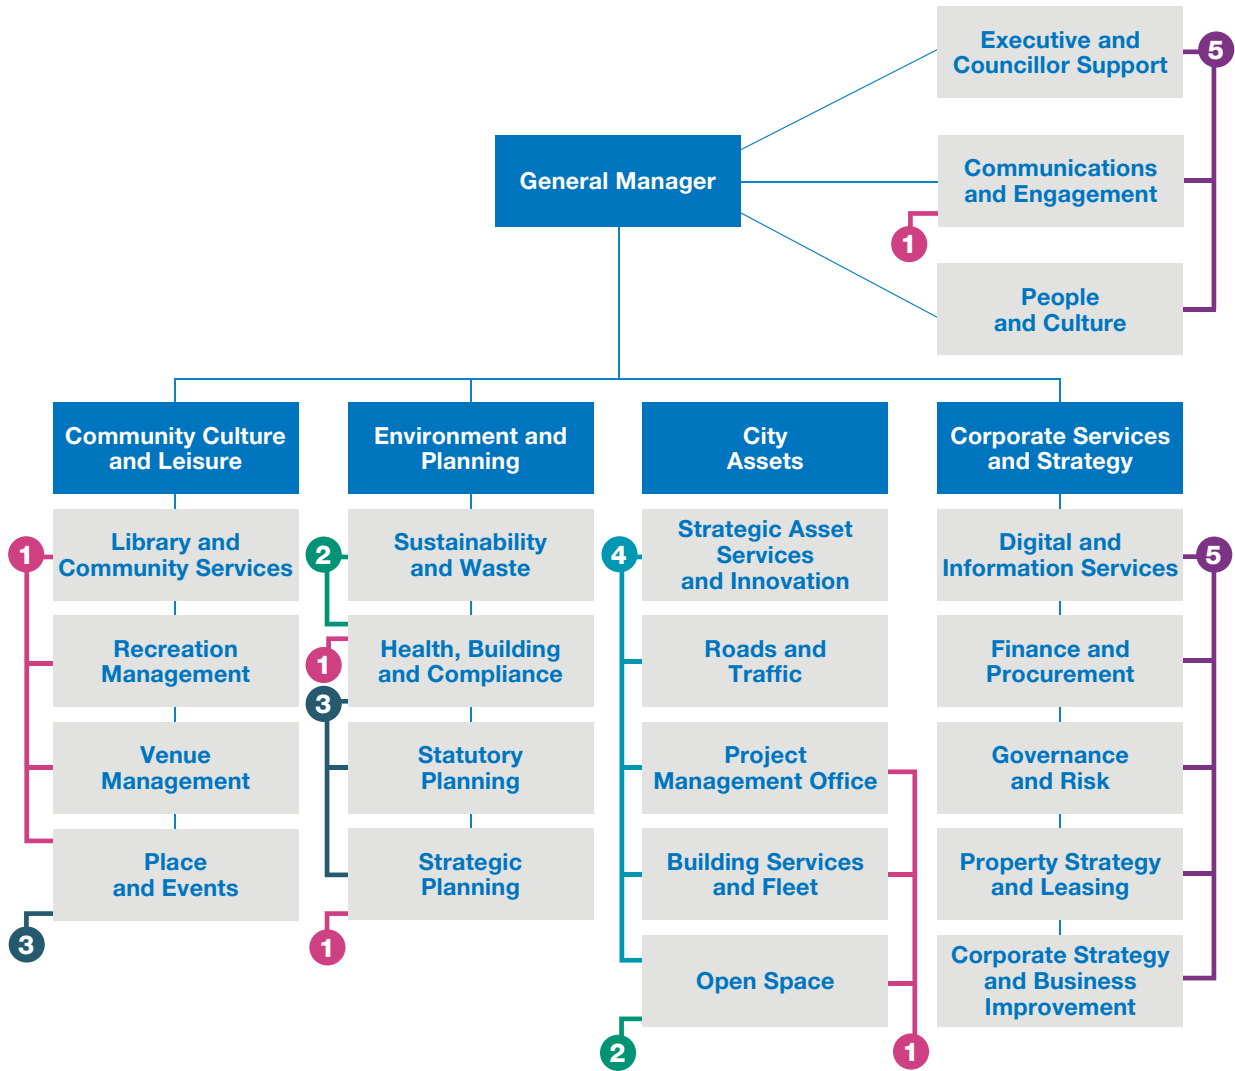 Executive and
Councillor Support
5
General Manager
Communications
and Engagement
1
People
and Culture
Community Culture
and Leisure
Environment and
Planning
City
Assets
Corporate Services
and Strategy
1
Library and
Community Services
Recreation
Management
Venue
Management
Place
and Events
3
2
Sustainability
and Waste
1
Health, Building
and Compliance
3
Statutory
Planning
Strategic
Planning
1
4
Strategic Asset
Services
and Innovation
Roads and
Traffic
Project
Management Office
Building Services
and Fleet
Open Space
2
1
Digital and
Information Services
5
Finance and
Procurement
Governance
and Risk
Property Strategy
and Leasing
Corporate Strategy
and Business
Improvement